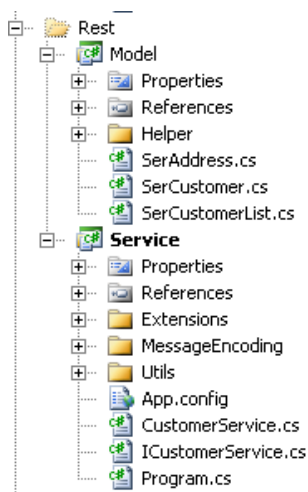 Rest
Model
Properties
References
Helper
SerAddress.cs
SerCustomer.cs
SerCustomerList.cs
Service
Properties
References
Extensions
MessageEncoding
Utils
App.config
CustomerService.cs
ICustomerService.cs
Program.cs